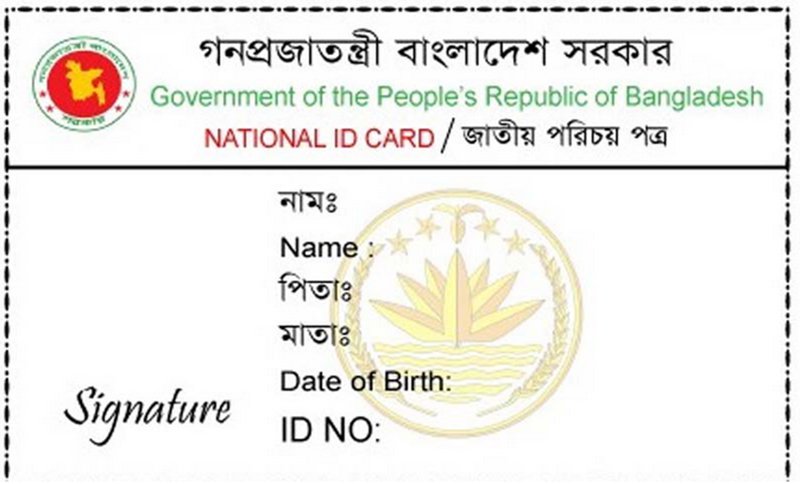 গনপ্রজাতন্ত্রী বাংলাদেশ সরকার
Government of the People's Republic of Bangladesh
NATIONAL ID CARD / জাতীয় পরিচয় পত্র
নামঃ
Name :
পিতাঃ
মাতাঃ
Date of Birth:
Signature
ID NO: